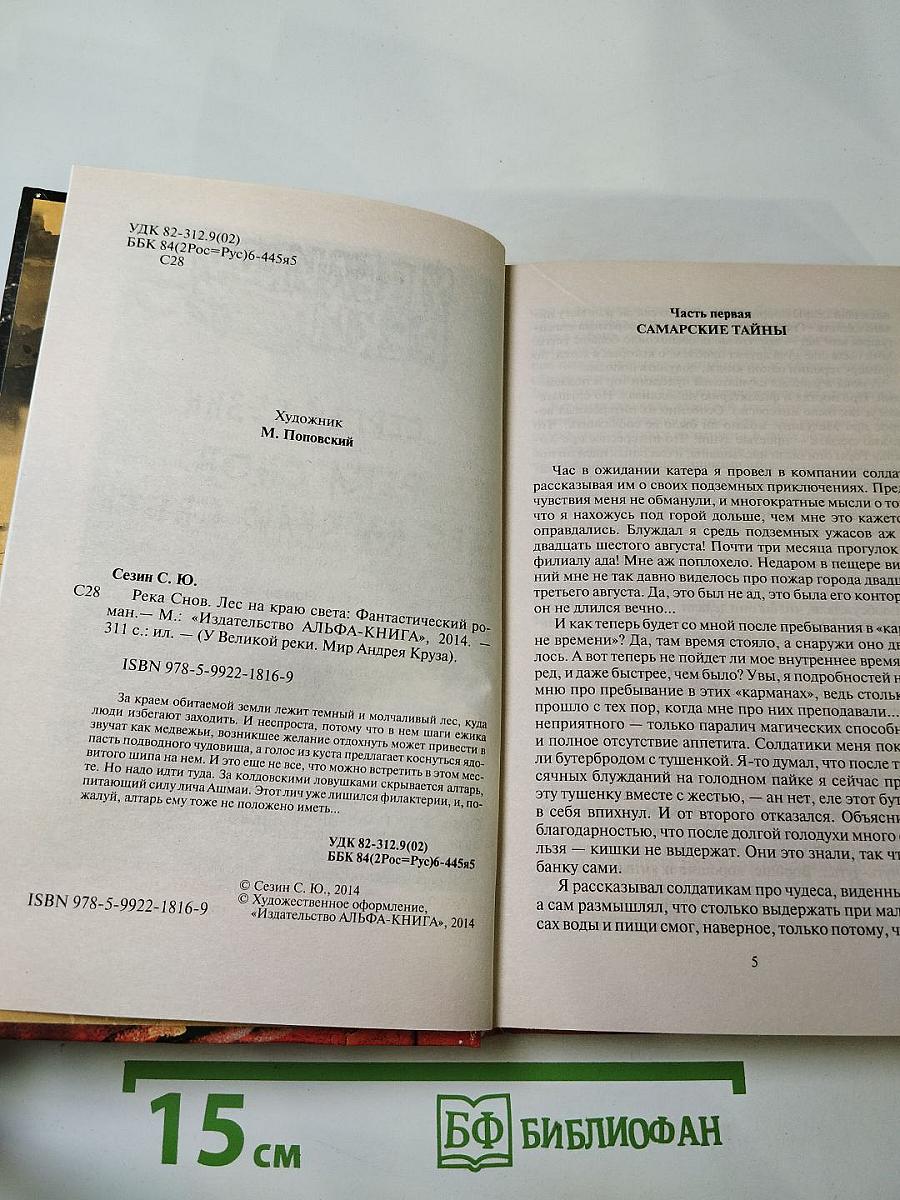 УДК 82-312.9(02)
ББК 84(2Рос=Рус)6-445я5
С28
Художник
М. Поповский
Сезин С. Ю.
С28 Река Снов. Лес на краю света: Фантастический ро-
ман.— М.: «Издательство АЛЬФА-КНИГА», 2014. —
311 с.: ил. — (У Великой реки. Мир Андрея Круза).
ISBN 978-5-9922-1816-9
За краем обитаемой земли лежит темный и молчаливый лес, куда
люди избегают заходить. И неспроста, потому что в нем шаги ежика
звучат как медвежьи, возникшее желание отдохнуть может привести в
пасть подводного чудовища, а голос из куста предлагает коснуться ядо-
витого шипа на нем. И это еще не все, что можно встретить в этом мес-
те. Но надо идти туда. За колдовскими ловушками скрывается алтарь,
питающий силу лича Ашмаи. Этот лич уже лишился филактерии, и, по-
жалуй, алтарь ему тоже не положено иметь...
УДК 82-312.9(02)
ББК 84(2Рос=Рус)6-445я5
ISBN 978-5-9922-1816-9
© Сезин С. Ю., 2014
© Художественное оформление,
«Издательство АЛЬФА-КНИГА», 2014
Часть первая
САМАРСКИЕ ТАЙНЫ
Час в ожидании катера я провел в компании солда
рассказывая им о своих подземных приключениях. Пред
чувствия меня не обманули, и многократные мысли о то
что я нахожусь под горой дольше, чем мне это кажетс
оправдались. Блуждал я средь подземных ужасов аж
двадцать шестого августа! Почти три месяца прогулок
филиалу ада! Мне аж поплохело. Недаром в пещере ви
ний мне не так давно виделось про пожар города двадц
третьего августа. Да, это был не ад, это была его контор
он не длился вечно...
И как теперь будет со мной после пребывания в «кар
не времени»? Да, там время стояло, а снаружи оно дв
лось. А вот теперь не пойдет ли мое внутреннее время
ред, и даже быстрее, чем было? Увы, я подробностей н
мню про пребывание в этих «карманах», ведь столь
прошло с тех пор, когда мне про них преподавали...
неприятного — только паралич магических способн
и полное отсутствие аппетита. Солдатики меня пок
ли бутербродом с тушенкой. Я-то думал, что после т
сячных блужданий на голодном пайке я сейчас пр
эту тушенку вместе с жестью, — ан нет, еле этот бут
в себя впихнул. И от второго отказался. Объясни
благодарностью, что после долгой голодухи много
льзя — кишки не выдержат. Они это знали, так чт
банку сами.
Я рассказывал солдатикам про чудеса, виденны
а сам размышлял, что столько выдержать при мал
сах воды и пищи смог, наверное, только потому, ч
5
15 см
БФ БИБЛИОФАН